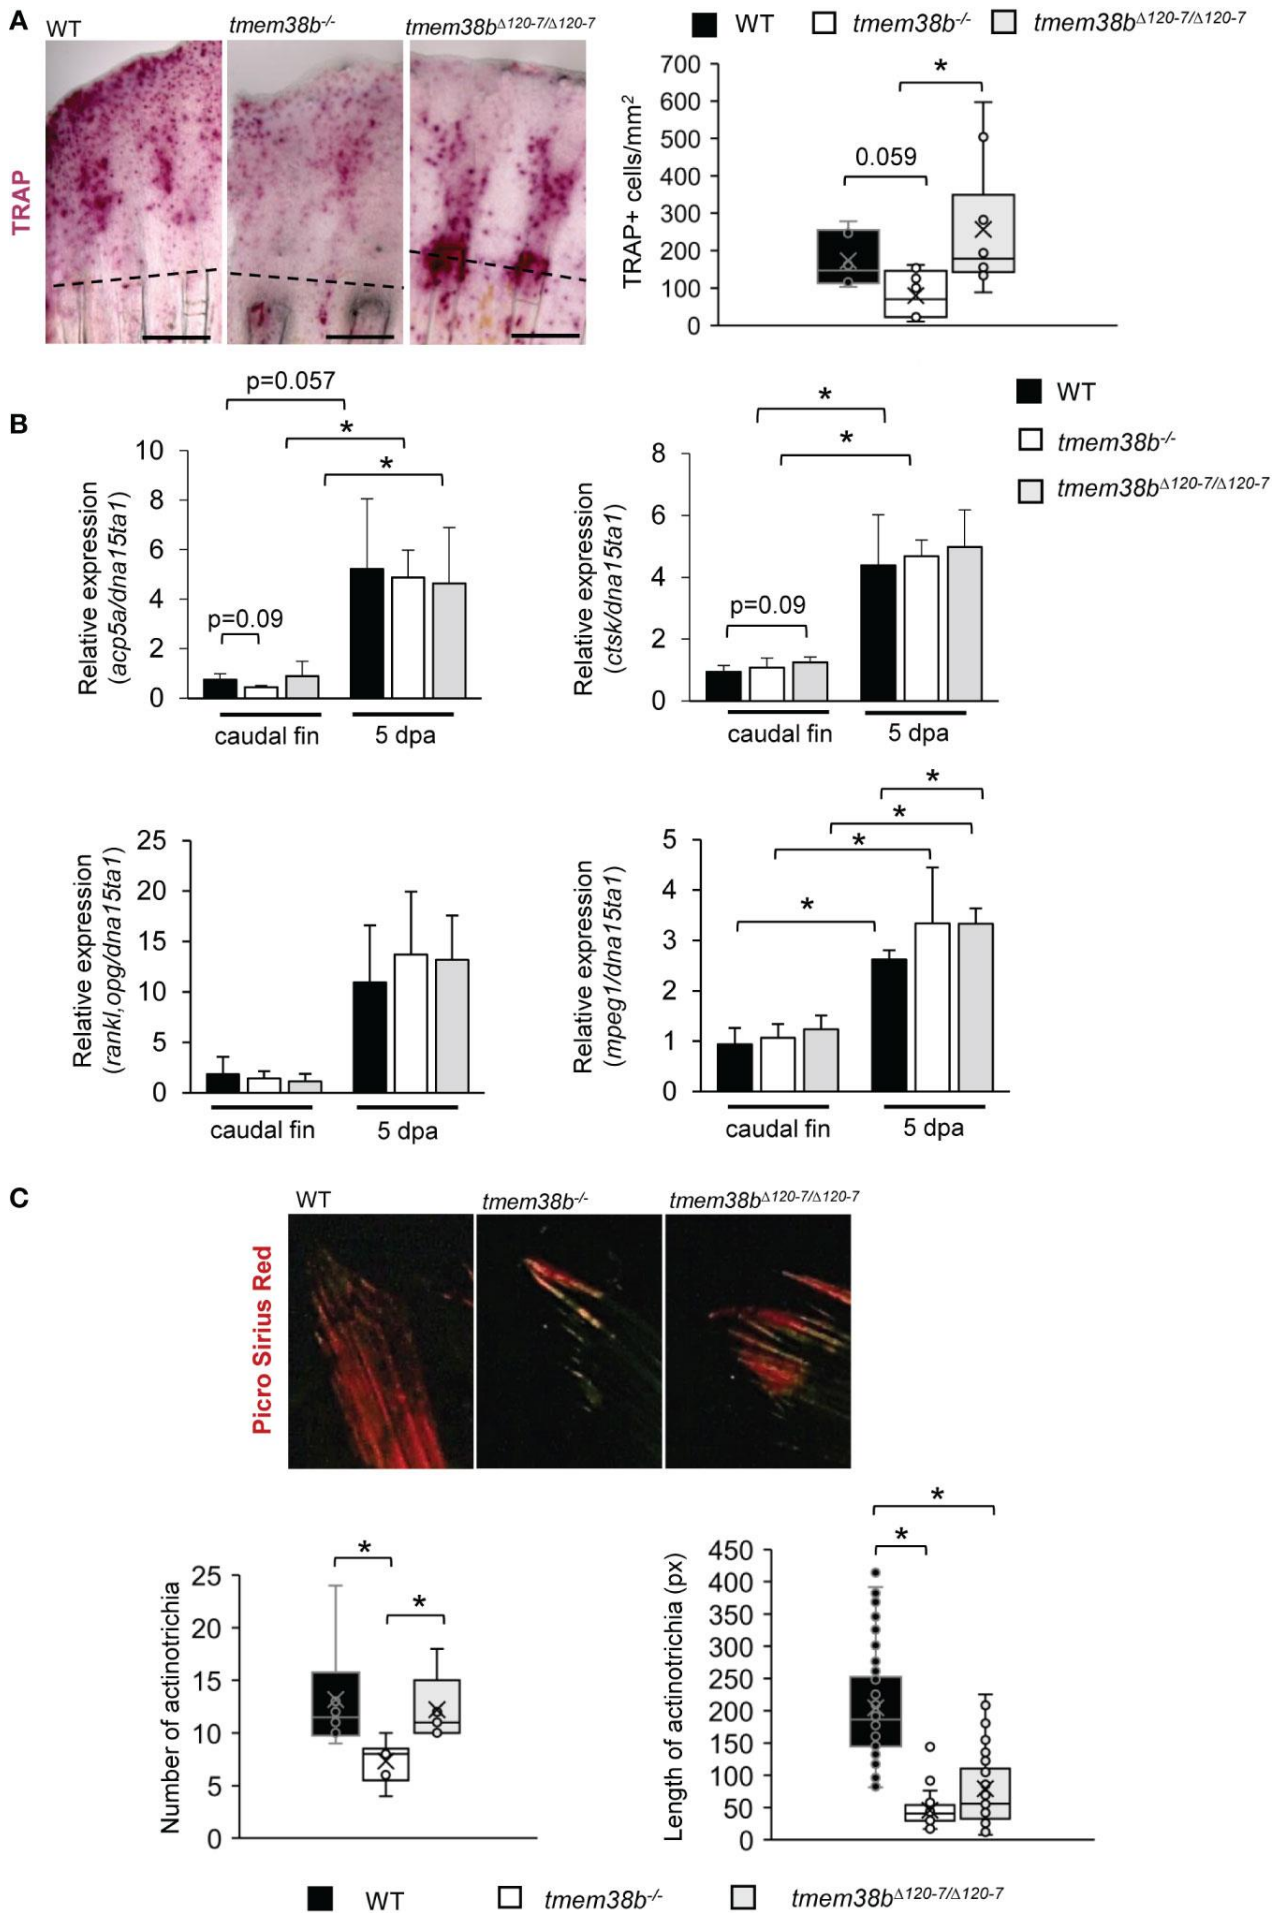 A
WT
tmem38b-/-
tmem38bΔ120-7/Δ120-7
TRAP
WT
tmem38b-/-
tmem38bΔ120-7/Δ120-7
TRAP+ cells/mm2
700
600
500
400
300
200
100
0
0.059
*
B
WT
tmem38b-/-
tmem38bΔ120-7/Δ120-7
Relative expression
(acp5a/dna15ta1)
10
8
6
4
2
0
p=0.057
*
*
p=0.09
caudal fin
5 dpa
Relative expression
(ctsk/dna15ta1)
8
6
4
2
0
*
*
p=0.09
caudal fin
5 dpa
Relative expression
(rankl,opg/dna15ta1)
25
20
15
10
5
0
caudal fin
5 dpa
Relative expression
(mpeg1/dna15ta1)
5
4
3
2
1
0
*
*
*
*
caudal fin
5 dpa
C
WT
tmem38b-/-
tmem38bΔ120-7/Δ120-7
Picro Sirius Red
Number of actinotrichia
25
20
15
10
5
0
*
*
Length of actinotrichia (px)
450
400
350
300
250
200
150
100
50
0
*
*
WT
tmem38b-/-
tmem38bΔ120-7/Δ120-7